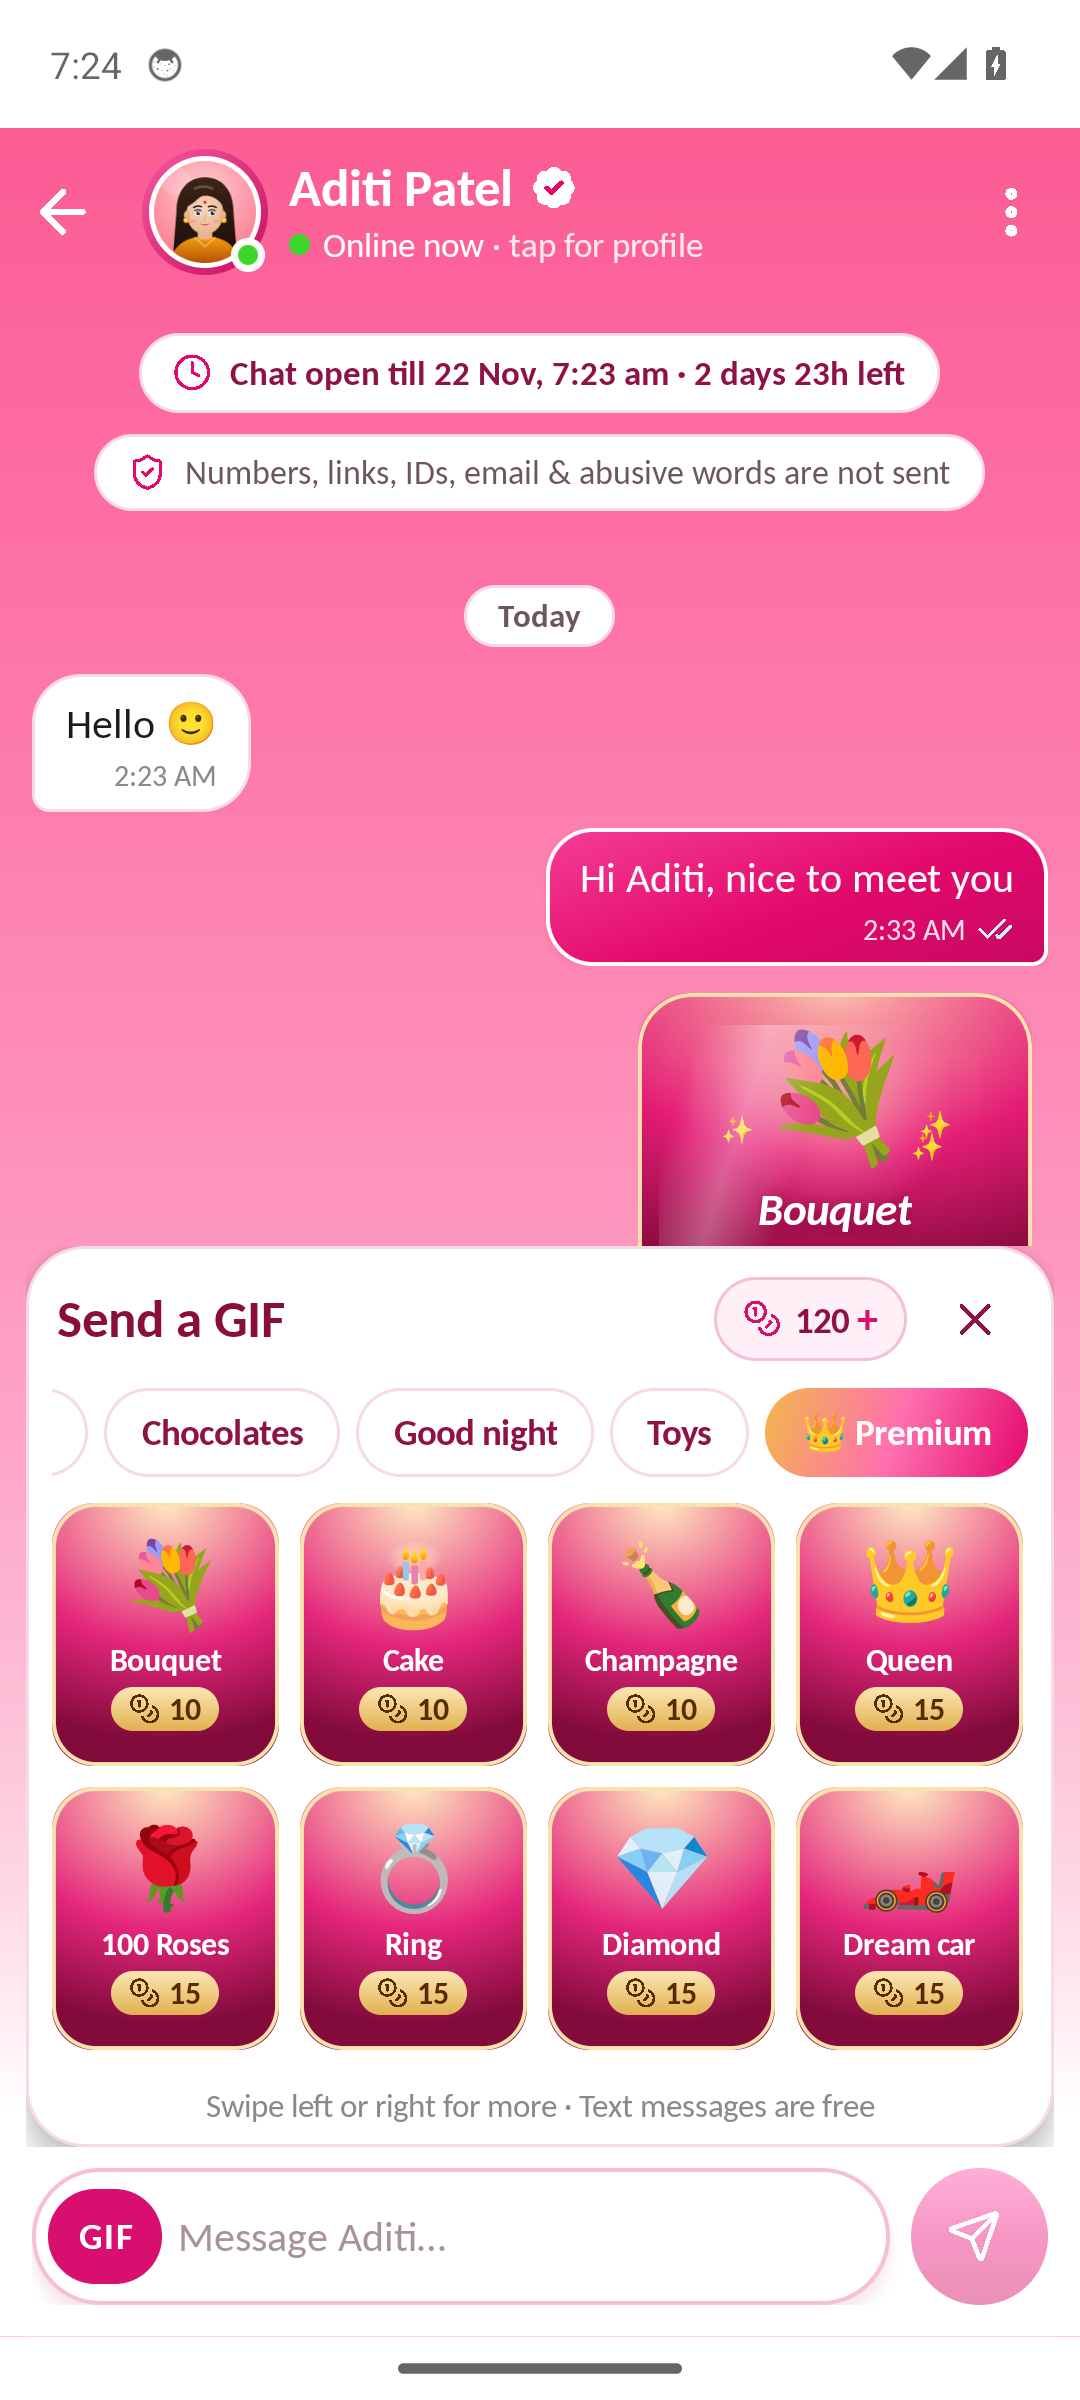 7:24
Aditi Patel
Online now · tap for profile
Chat open till 22 Nov, 7:23 am · 2 days 23h left
Numbers, links, IDs, email & abusive words are not sent
Today
Hello 🙂
2:23 AM
Hi Aditi, nice to meet you
2:33 AM
Bouquet
Send a GIF
120 +
Chocolates
Good night
Toys
👑 Premium
Bouquet
10
Cake
10
Champagne
10
Queen
15
100 Roses
15
Ring
15
Diamond
15
Dream car
15
Swipe left or right for more · Text messages are free
GIF
Message Aditi...